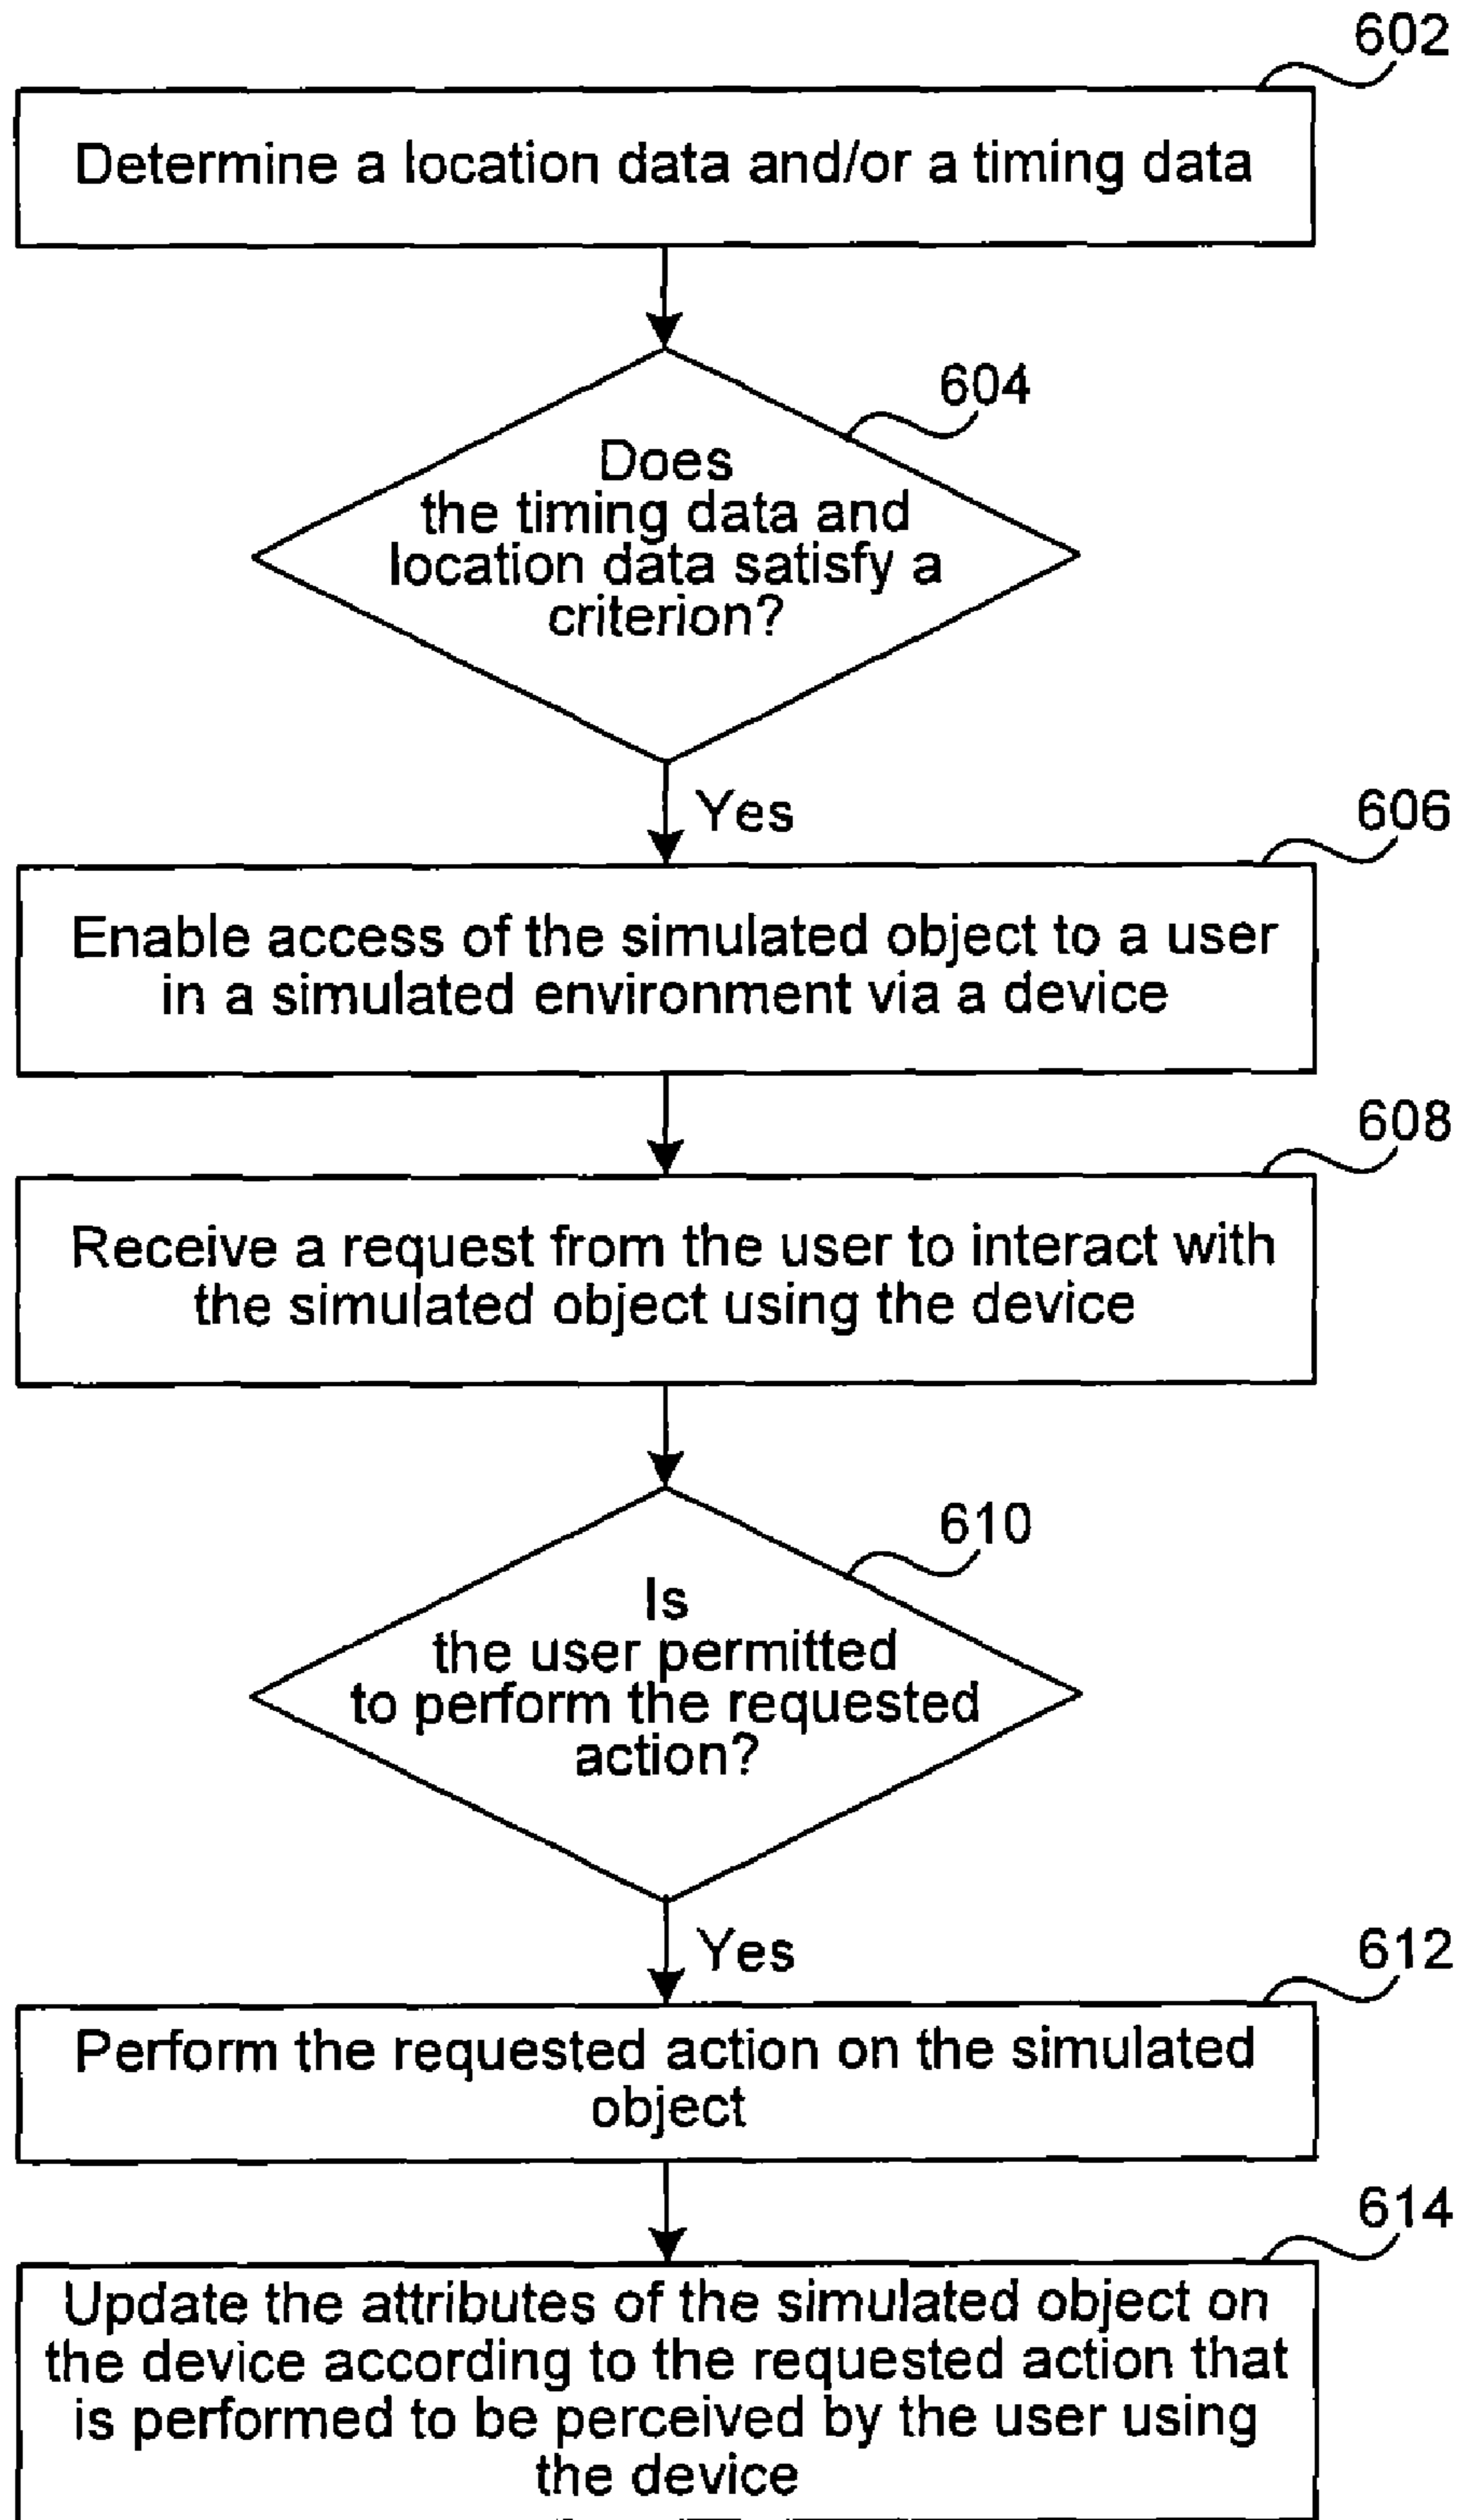 602
Determine a location data and/or a timing data
604
Does
the timing data and
location data satisfy a
criterion?
Yes
606
Enable access of the simulated object to a user
in a simulated environment via a device
608
Receive a request from the user to interact with
the simulated object using the device
610
Is
the user permitted
to perform the requested
action?
Yes
612
Perform the requested action on the simulated
object
614
Update the attributes of the simulated object on
the device according to the requested action that
is performed to be perceived by the user using
the device